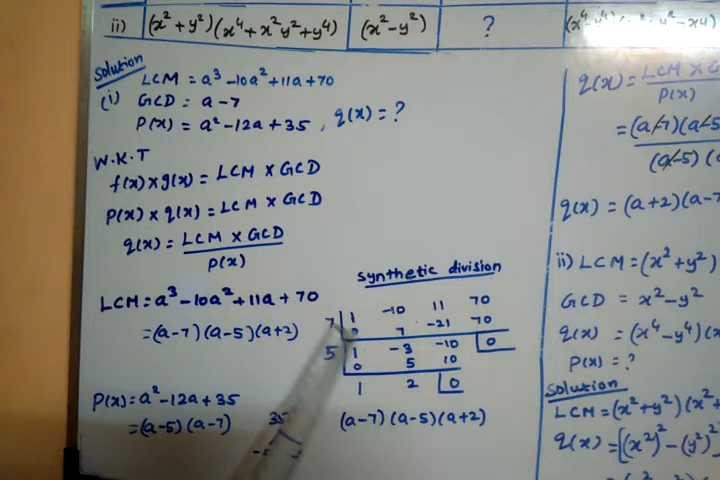 ii) (x² + y²)(x⁴ + x²y² + y⁴) (x² - y²) ?
Solution
LCM = a³ - 10a² + 11a + 70
(i) GCD = a - 7
P(x) = a² - 12a + 35 , q(x) = ?
W.K.T
f(x) x g(x) = LCM x GCD
P(x) x q(x) = LCM x GCD
q(x) = LCM x GCD
P(x)
LCM = a³ - 10a² + 11a + 70
= (a-7) (a-5) (a+2)
P(x) = a² - 12a + 35
= (a-5) (a-7)
35
Synthetic division
7 1 -10 11 70
0 7 -21 70
5 1 -3 -10 0
0 5 10
1 2 0
(a-7) (a-5) (a+2)
q(x) = LCM x G
P(x)
= (a-7)(a-5
(a-5) (
q(x) = (a+2) (a-7
ii) LCM = (x² + y²)
GCD = x² - y²
q(x) = (x⁴ - y⁴) (
P(x) = ?
Solution
LCM = (x² + y²) (x² +
q(x) = [(x²)² - (y²)²